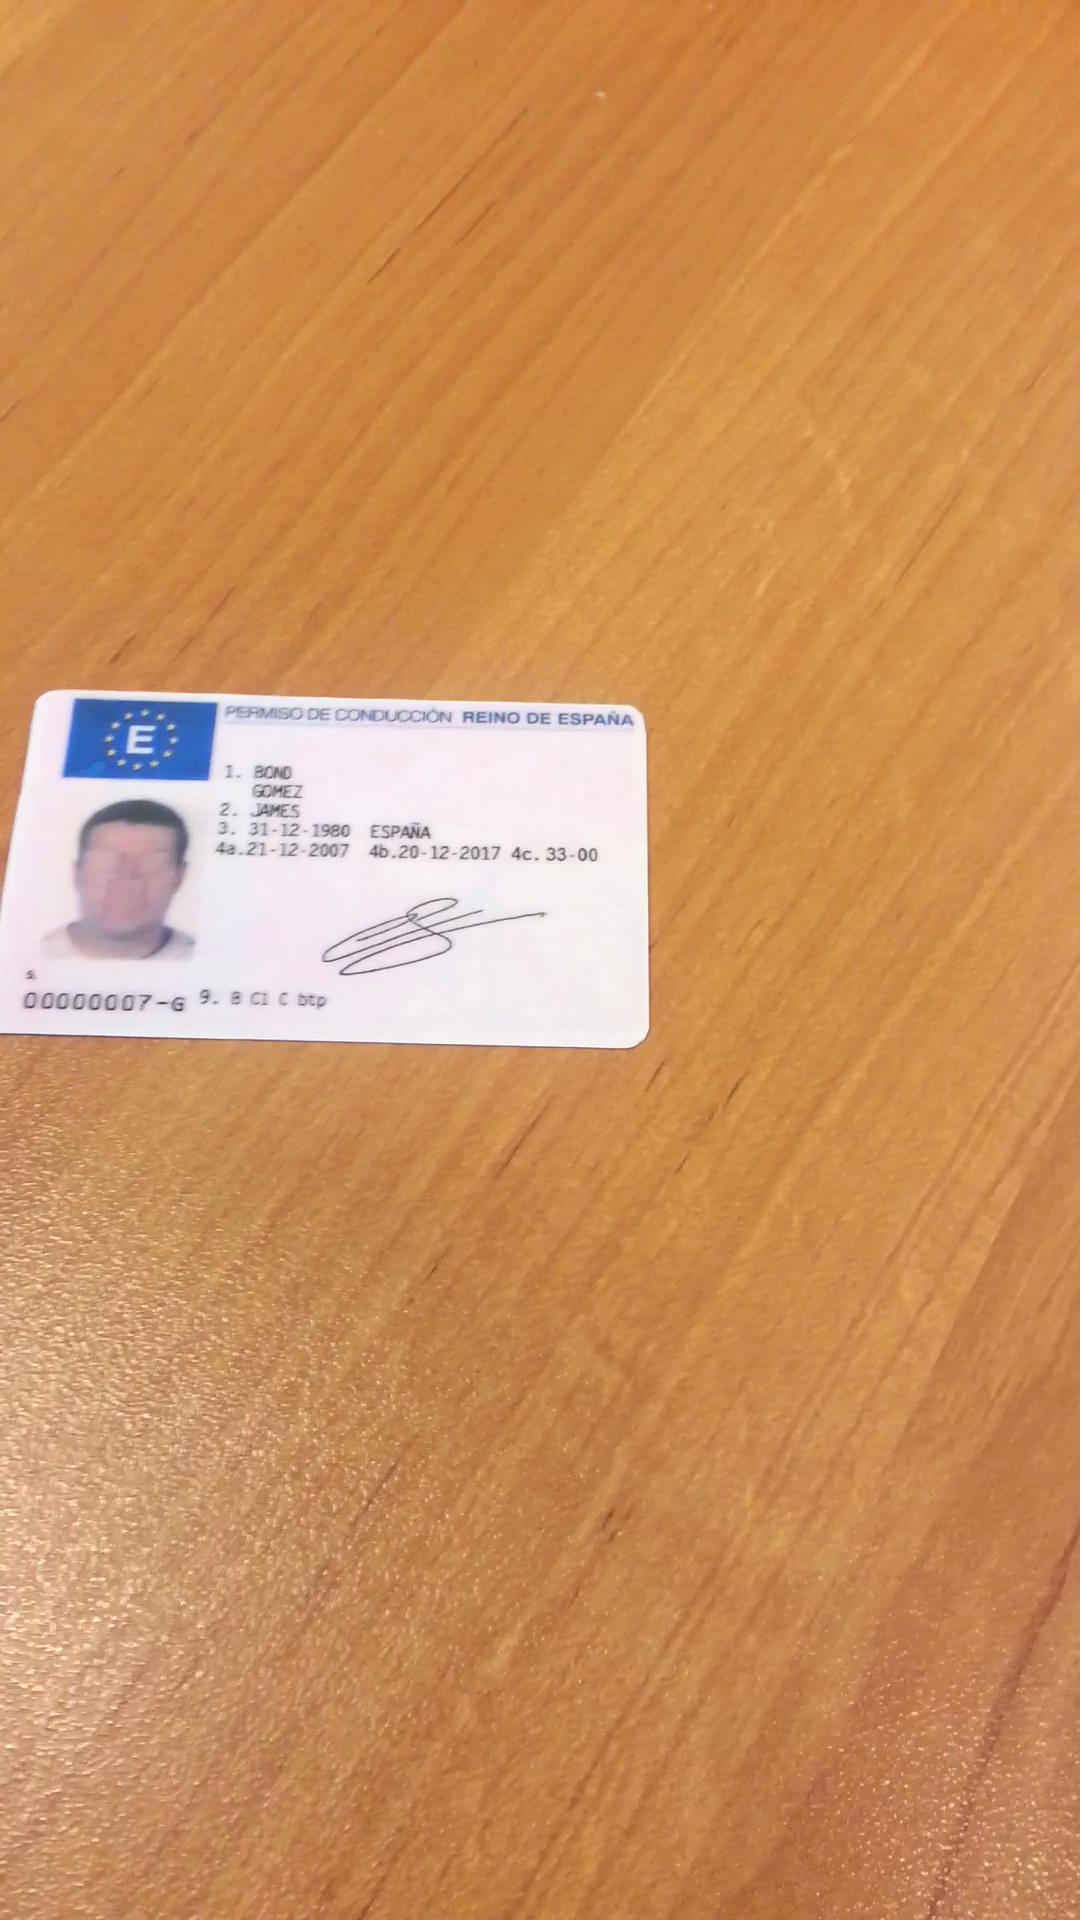 E
PERMISO DE CONDUCCIÓN REINO DE ESPAÑA
1. BOND
GOMEZ
2. JAMES
3. 31-12-1980 ESPAÑA
4a.21-12-2007 4b.20-12-2017 4c.33-00
5.
00000007-G 9. B C1 C btp